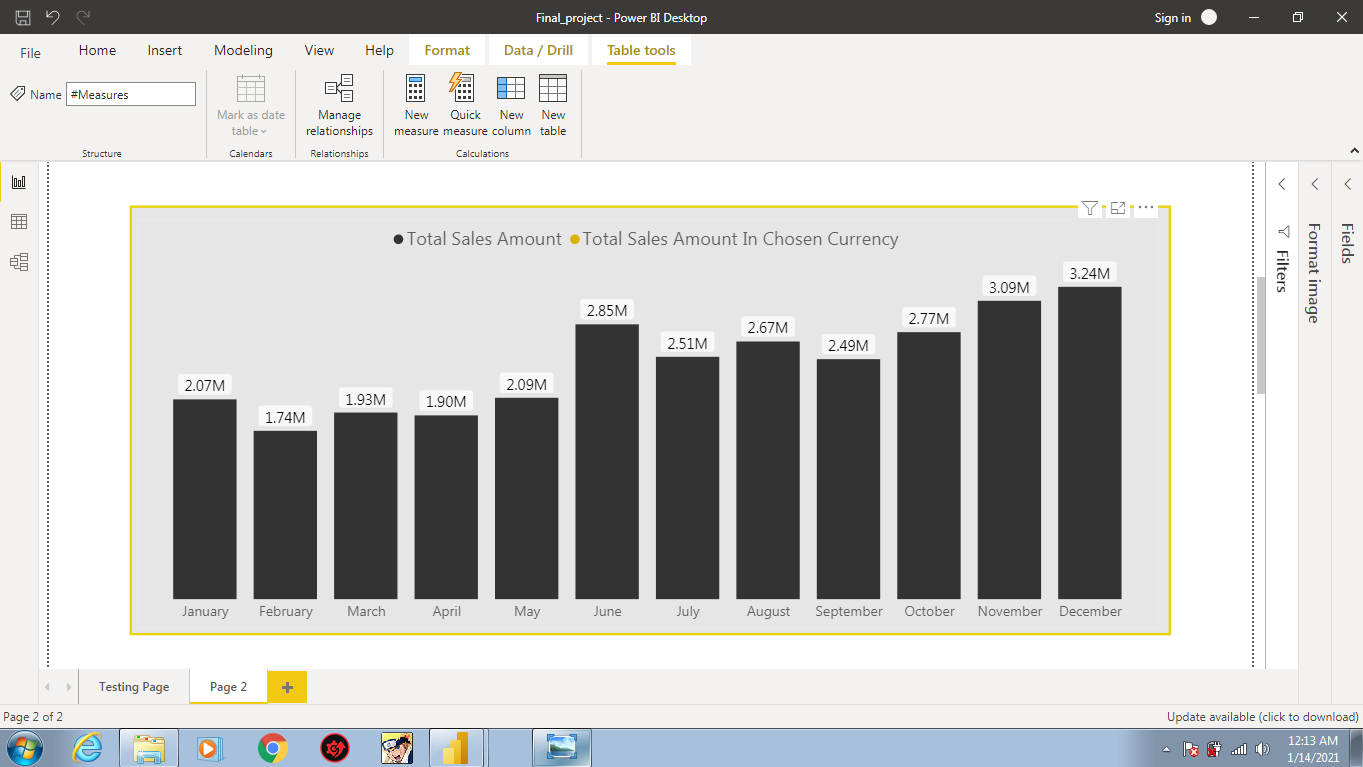 Final_project - Power BI Desktop
Sign in
File Home Insert Modeling View Help Format Data / Drill Table tools
Name #Measures
Mark as date
table
Manage
relationships
New
measure
Quick
measure
New
column
New
table
Structure Calendars Relationships Calculations
Total Sales Amount Total Sales Amount In Chosen Currency
2.07M 1.74M 1.93M 1.90M 2.09M 2.85M 2.51M 2.67M 2.49M 2.77M 3.09M 3.24M
January February March April May June July August September October November December
Filters
Format image
Fields
Testing Page Page 2
Page 2 of 2
Update available (click to download)
12:13 AM
1/14/2021